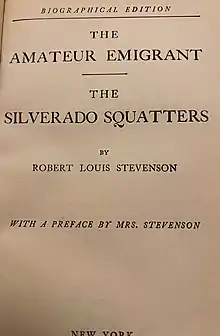 BIOGRAPHICAL EDITION
THE
AMATEUR EMIGRANT
THE
SILVERADO SQUATTERS
BY
ROBERT LOUIS STEVENSON
WITH A PREFACE BY MRS. STEVENSON
NEW YORK